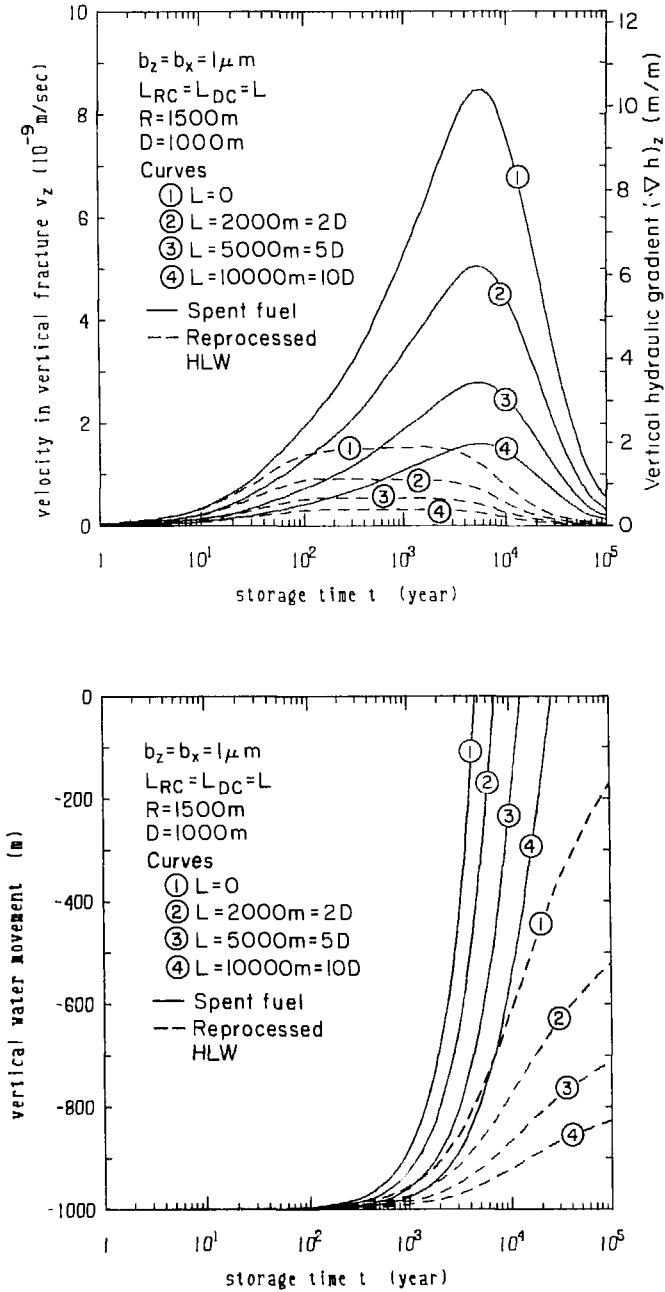 velocity in vertical fracture v_z (10^-9 m/sec)
10
8
6
4
2
0
b_z = b_x = 1μm
L_RC = L_DC = L
R = 1500m
D = 1000m
Curves
① L = 0
② L = 2000m = 2D
③ L = 5000m = 5D
④ L = 10000m = 10D
— Spent fuel
--- Reprocessed
HLW
①
②
③
④
①
②
③
④
12
10
8
6
4
2
0
Vertical hydraulic gradient (-∇h)_z (m/m)
1 10^1 10^2 10^3 10^4 10^5
storage time t (year)
vertical water movement (m)
0
-200
-400
-600
-800
-1000
b_z = b_x = 1μm
L_RC = L_DC = L
R = 1500m
D = 1000m
Curves
① L = 0
② L = 2000m = 2D
③ L = 5000m = 5D
④ L = 10000m = 10D
— Spent fuel
--- Reprocessed
HLW
①
②
③
④
①
②
③
④
1 10^1 10^2 10^3 10^4 10^5
storage time t (year)